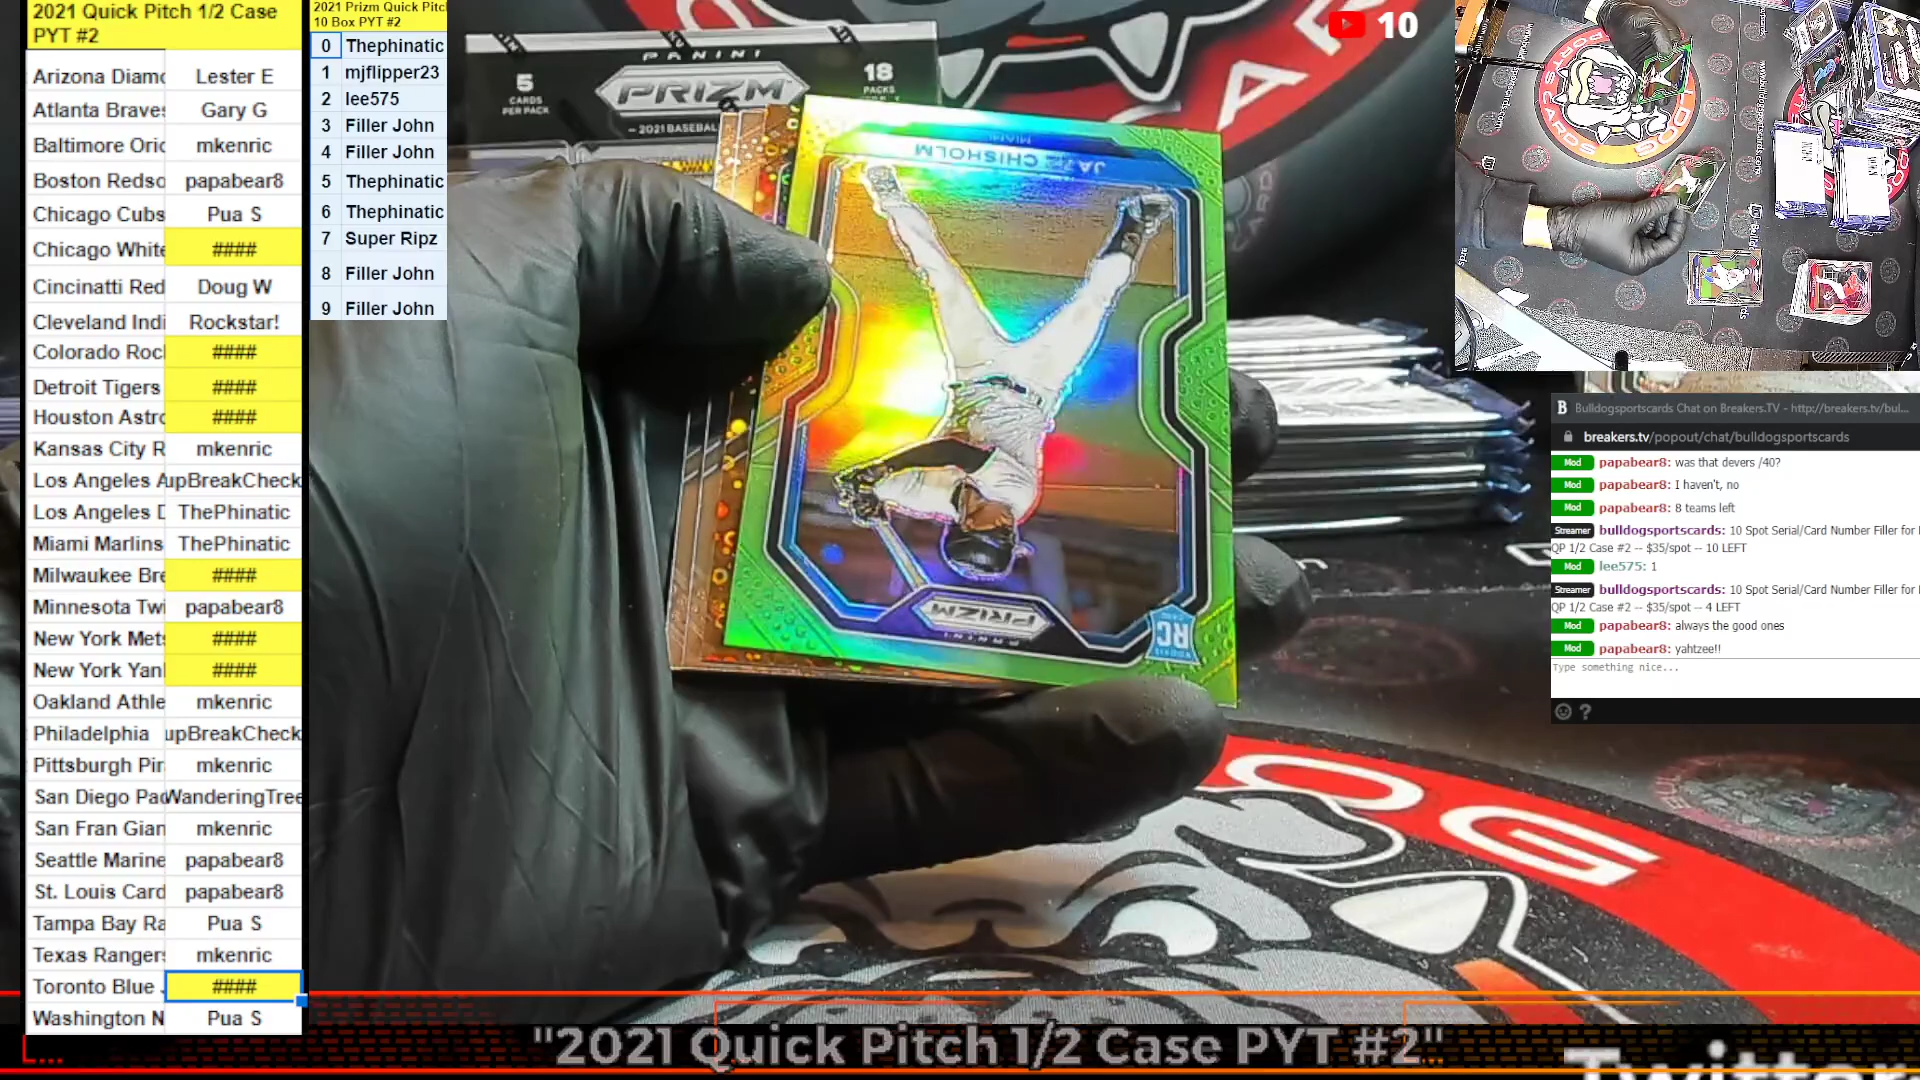 2021 Quick Pitch 1/2 Case
PYT #2
Arizona Diamo Lester E
Atlanta Braves Gary G
Baltimore Orio mkenric
Boston Redso papabear8
Chicago Cubs Pua S
Chicago White ####
Cincinatti Red Doug W
Cleveland Indi Rockstar!
Colorado Roc ####
Detroit Tigers ####
Houston Astro ####
Kansas City R mkenric
Los Angeles A upBreakCheck
Los Angeles D ThePhinatic
Miami Marlins ThePhinatic
Milwaukee Bre ####
Minnesota Twi papabear8
New York Mets ####
New York Yan ####
Oakland Athle mkenric
Philadelphia upBreakCheck
Pittsburgh Pir mkenric
San Diego Pad WanderingTree
San Fran Gian mkenric
Seattle Marine papabear8
St. Louis Card papabear8
Tampa Bay Ra Pua S
Texas Rangers mkenric
Toronto Blue J ####
Washington N Pua S
2021 Prizm Quick Pitch
10 Box PYT #2
0 Thephinatic
1 mjflipper23
2 lee575
3 Filler John
4 Filler John
5 Thephinatic
6 Thephinatic
7 Super Ripz
8 Filler John
9 Filler John
PANINI
5
CARDS
PER PACK
PRIZM
2021 BASEBALL
18
PACKS
JAZZ CHISHOLM
MIAMI
PRIZM
PANINI
RC
ROOKIE
10
Bulldogsportscards Chat on Breakers.TV - http://breakers.tv/bul...
breakers.tv/popout/chat/bulldogsportscards
Mod papabear8: was that devers /40?
Mod papabear8: I haven't, no
Mod papabear8: 8 teams left
Streamer bulldogsportscards: 10 Spot Serial/Card Number Filler for
QP 1/2 Case #2 -- $35/spot -- 10 LEFT
Mod lee575: 1
Streamer bulldogsportscards: 10 Spot Serial/Card Number Filler for
QP 1/2 Case #2 -- $35/spot -- 4 LEFT
Mod papabear8: always the good ones
Mod papabear8: yahtzee!!
Type something nice...
"2021 Quick Pitch 1/2 Case PYT #2"
L...
Twitter